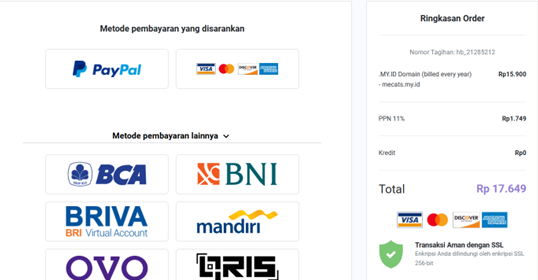 Metode pembayaran yang disarankan
PayPal
VISA DISCOVER AMERICAN EXPRESS
Metode pembayaran lainnya
BCA
BNI
BRIVA
BRI Virtual Account
mandiri
OVO
QRIS
Ringkasan Order
Nomor Tagihan: hb_21285212
.MY.ID Domain (billed every year) Rp15.900
- mecats.my.id
PPN 11% Rp1.749
Kredit Rp0
Total Rp 17.649
VISA DISCOVER AMERICAN EXPRESS
Transaksi Aman dengan SSL
Enkripsi Anda dilindungi oleh enkripsi SSL
256-bit